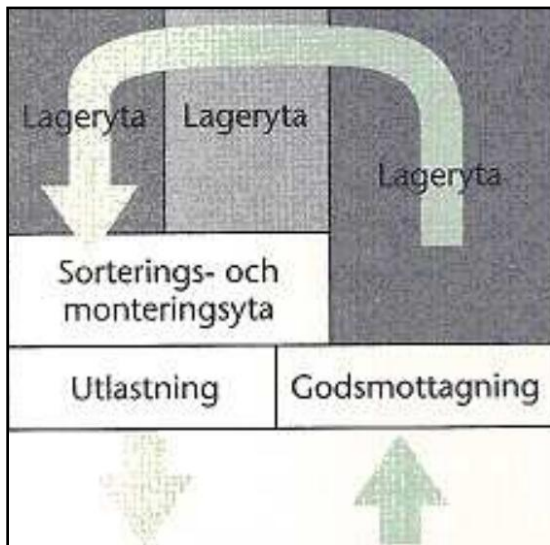 Lageryta
Lageryta
Lageryta
Sorterings- och
monteringsyta
Utlastning
Godsmottagning